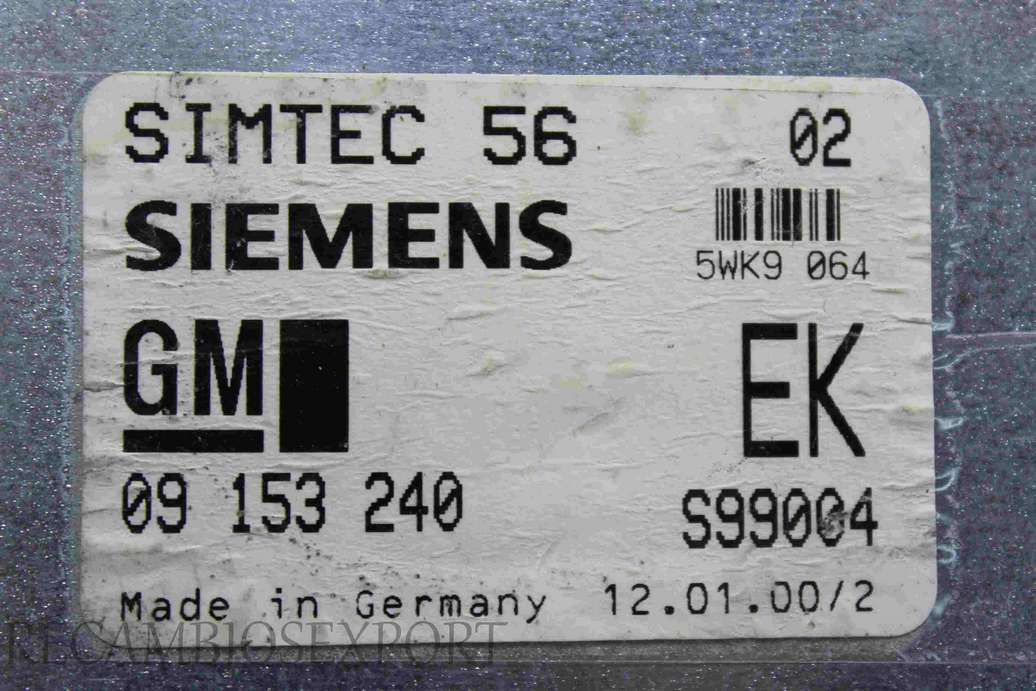 SIMTEC 56 02
SIEMENS
5WK9 064
GM EK
09 153 240 S99004
Made in Germany 12.01.00/2
RECAMBIOSEXPORT